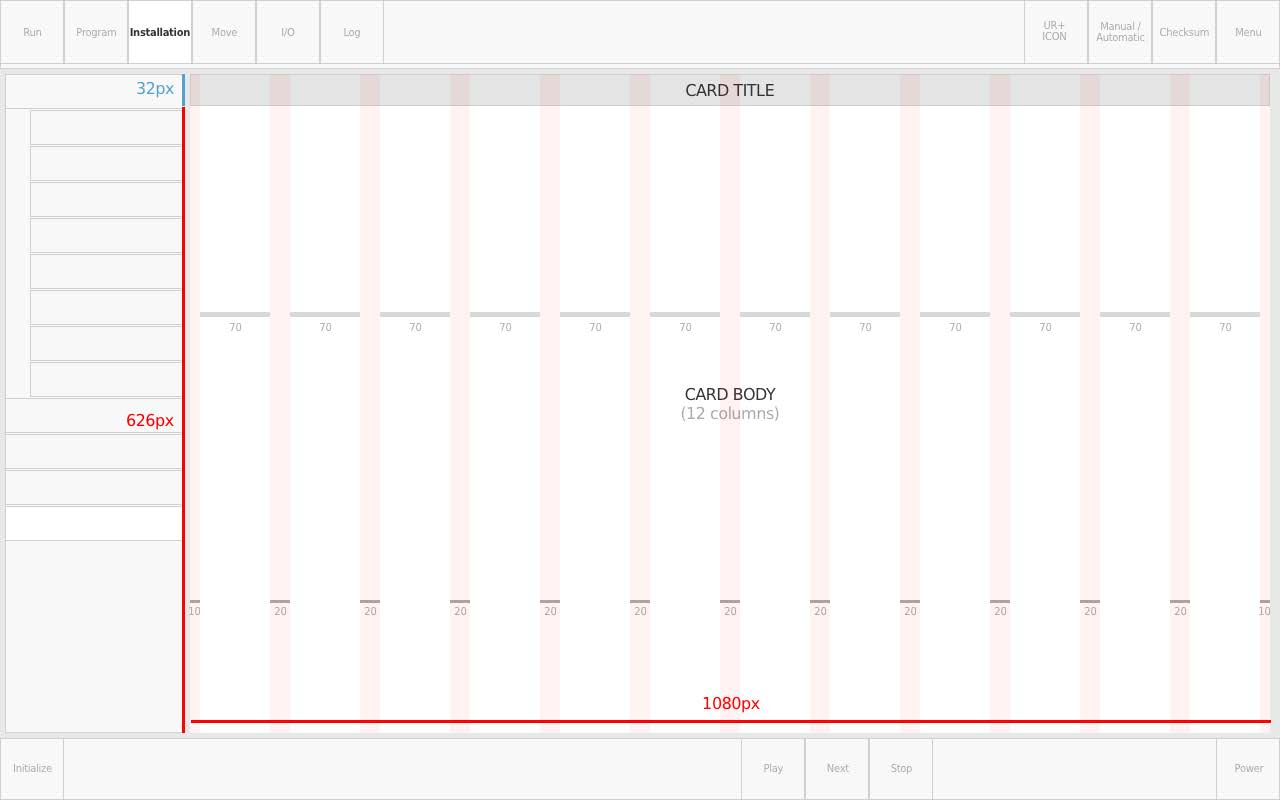 Run
Program
Installation
Move
I/O
Log
UR+
ICON
Manual /
Automatic
Checksum
Menu
32px
CARD TITLE
70 70 70 70 70 70 70 70 70 70 70 70
CARD BODY
(12 columns)
626px
10 20 20 20 20 20 20 20 20 20 20 20 10
1080px
Initialize
Play
Next
Stop
Power